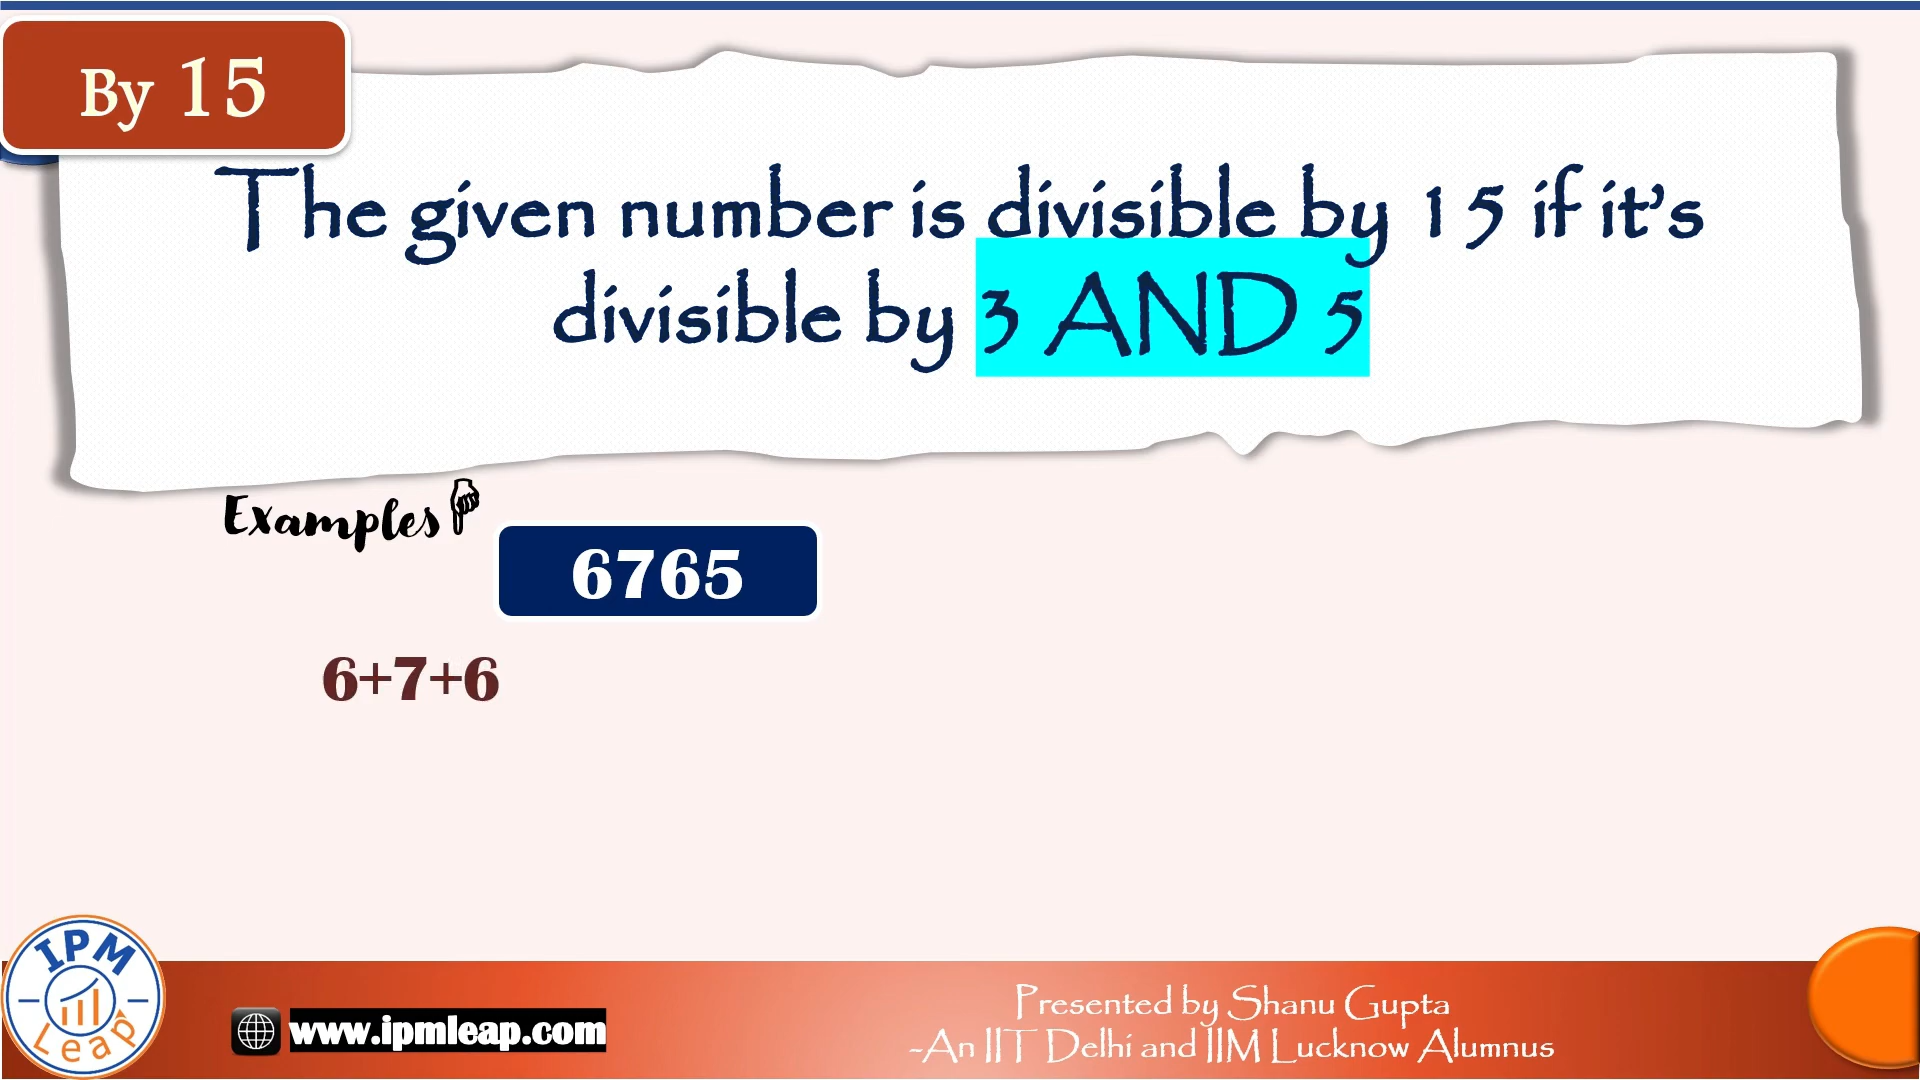 By 15
The given number is divisible by 15 if it's
divisible by 3 AND 5
Examples
6765
6+7+6
IPM
Leap
www.ipmleap.com
Presented by Shanu Gupta
-An IIT Delhi and IIM Lucknow Alumnus